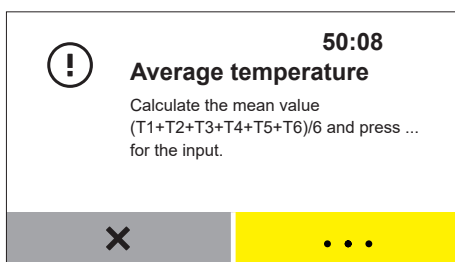 50:08
Average temperature
Calculate the mean value
(T1+T2+T3+T4+T5+T6)/6 and press ...
for the input.